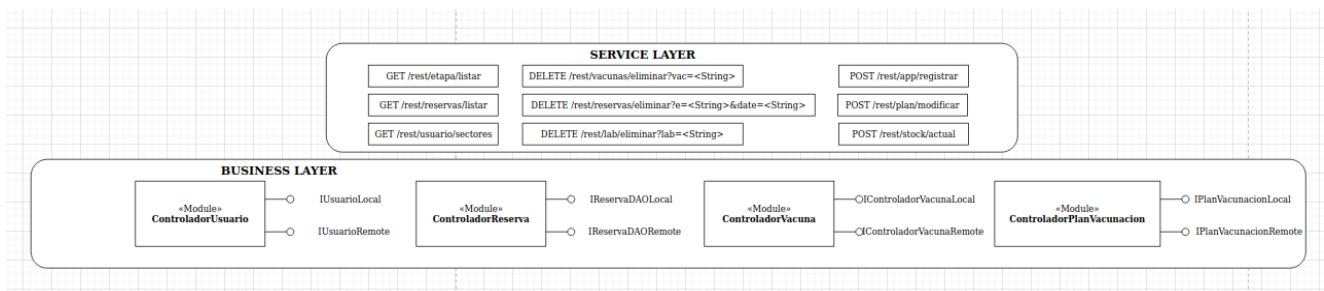 SERVICE LAYER
GET /rest/etapa/listar
DELETE /rest/vacunas/eliminar?vac=<String>
POST /rest/app/registrar
GET /rest/reservas/listar
DELETE /rest/reservas/eliminar?e=<String>&date=<String>
POST /rest/plan/modificar
GET /rest/usuario/sectores
DELETE /rest/lab/eliminar?lab=<String>
POST /rest/stock/actual
BUSINESS LAYER
«Module»
ControladorUsuario
IUsuarioLocal
IUsuarioRemote
«Module»
ControladorReserva
IReservaDAOLocal
IReservaDAORemote
«Module»
ControladorVacuna
IControladorVacunaLocal
IControladorVacunaRemote
«Module»
ControladorPlanVacunacion
IPlanVacunacionLocal
IPlanVacunacionRemote